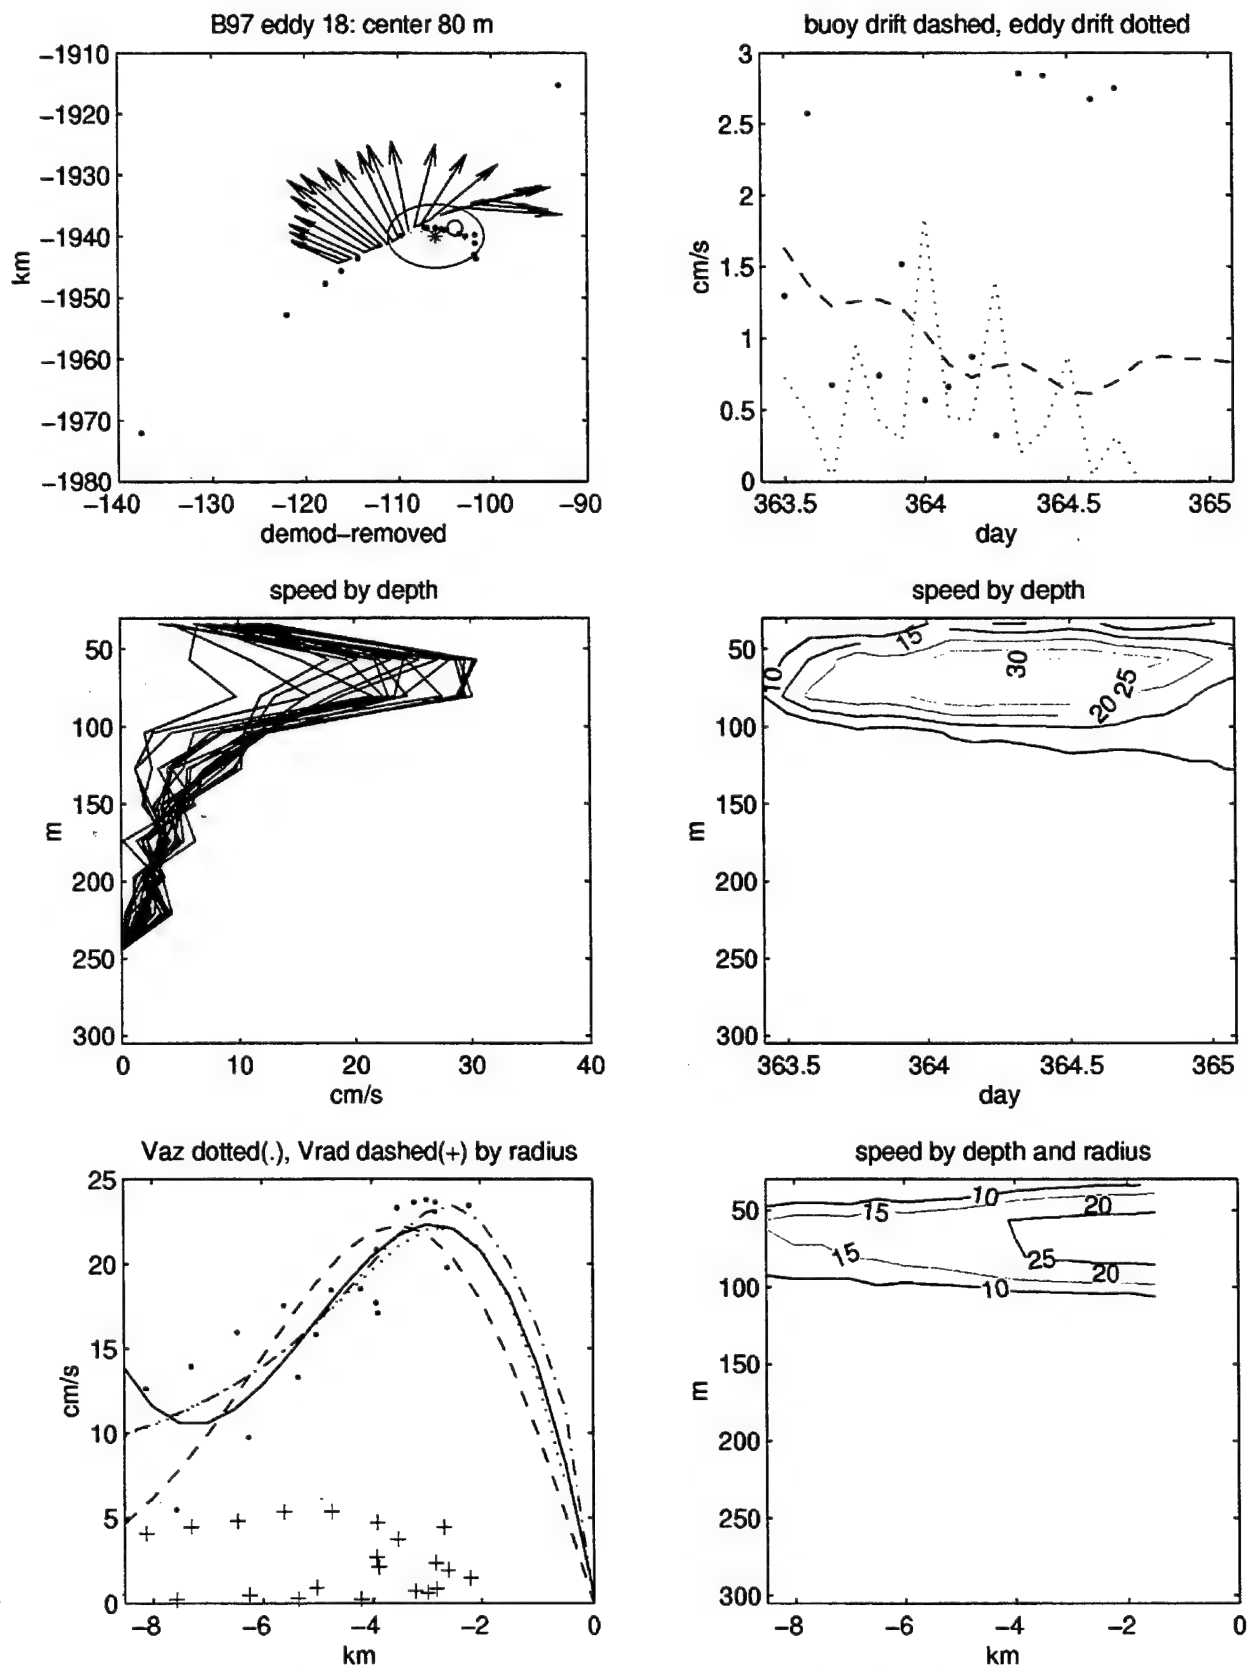 B97 eddy 18: center 80 m
−1910
−1920
−1930
−1940
−1950
−1960
−1970
−1980
km
−140 −130 −120 −110 −100 −90
demod−removed
buoy drift dashed, eddy drift dotted
3
2.5
2
1.5
1
0.5
0
cm/s
363.5 364 364.5 365
day
speed by depth
50
100
150
200
250
300
m
0 10 20 30 40
cm/s
speed by depth
50
100
150
200
250
300
m
10
15
30
20
25
363.5 364 364.5 365
day
Vaz dotted(.), Vrad dashed(+) by radius
25
20
15
10
5
0
cm/s
−8 −6 −4 −2 0
km
speed by depth and radius
50
100
150
200
250
300
m
10
15
20
15
25
20
10
−8 −6 −4 −2 0
km